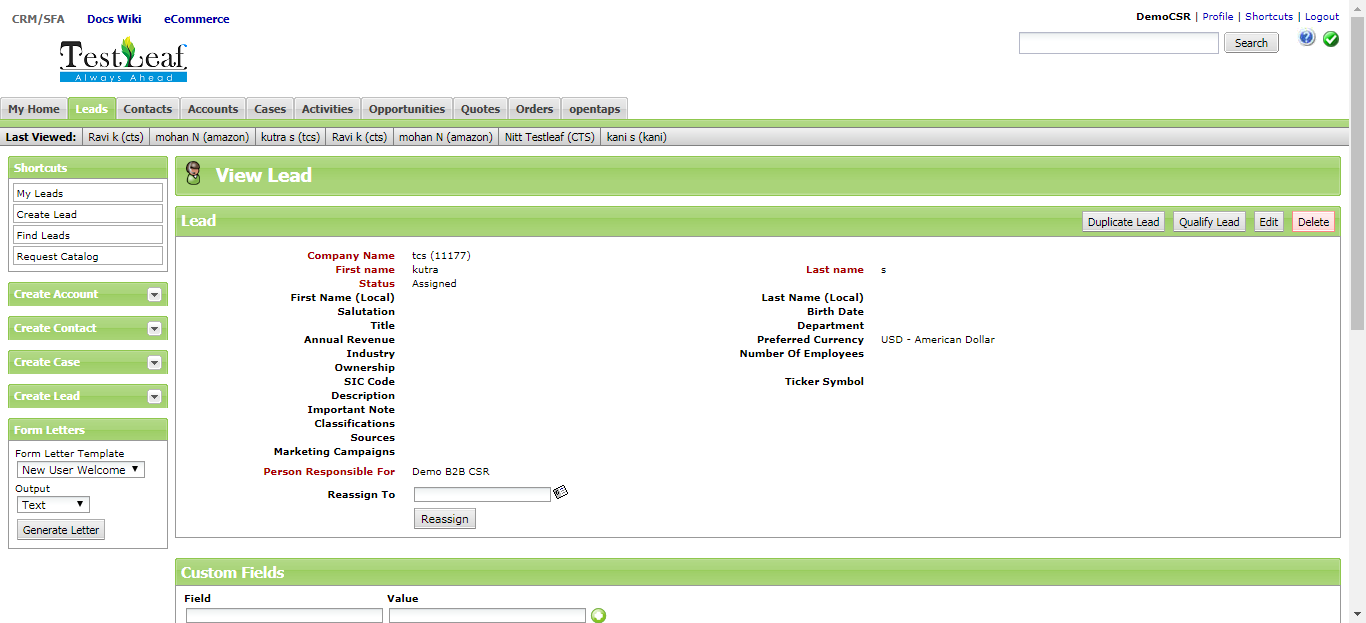 CRM/SFA Docs Wiki eCommerce
DemoCSR | Profile | Shortcuts | Logout
TestLeaf
Always Ahead
Search
My Home Leads Contacts Accounts Cases Activities Opportunities Quotes Orders opentaps
Last Viewed: Ravi k (cts) mohan N (amazon) kutra s (tcs) Ravi k (cts) mohan N (amazon) Nitt Testleaf (CTS) kani s (kani)
Shortcuts
My Leads
Create Lead
Find Leads
Request Catalog
Create Account
Create Contact
Create Case
Create Lead
Form Letters
Form Letter Template
New User Welcome
Output
Text
Generate Letter
View Lead
Lead
Duplicate Lead Qualify Lead Edit Delete
Company Name tcs (11177)
First name kutra Last name s
Status Assigned
First Name (Local) Last Name (Local)
Salutation Birth Date
Title Department
Annual Revenue Preferred Currency USD - American Dollar
Industry Number Of Employees
Ownership
SIC Code Ticker Symbol
Description
Important Note
Classifications
Sources
Marketing Campaigns
Person Responsible For Demo B2B CSR
Reassign To
Reassign
Custom Fields
Field Value